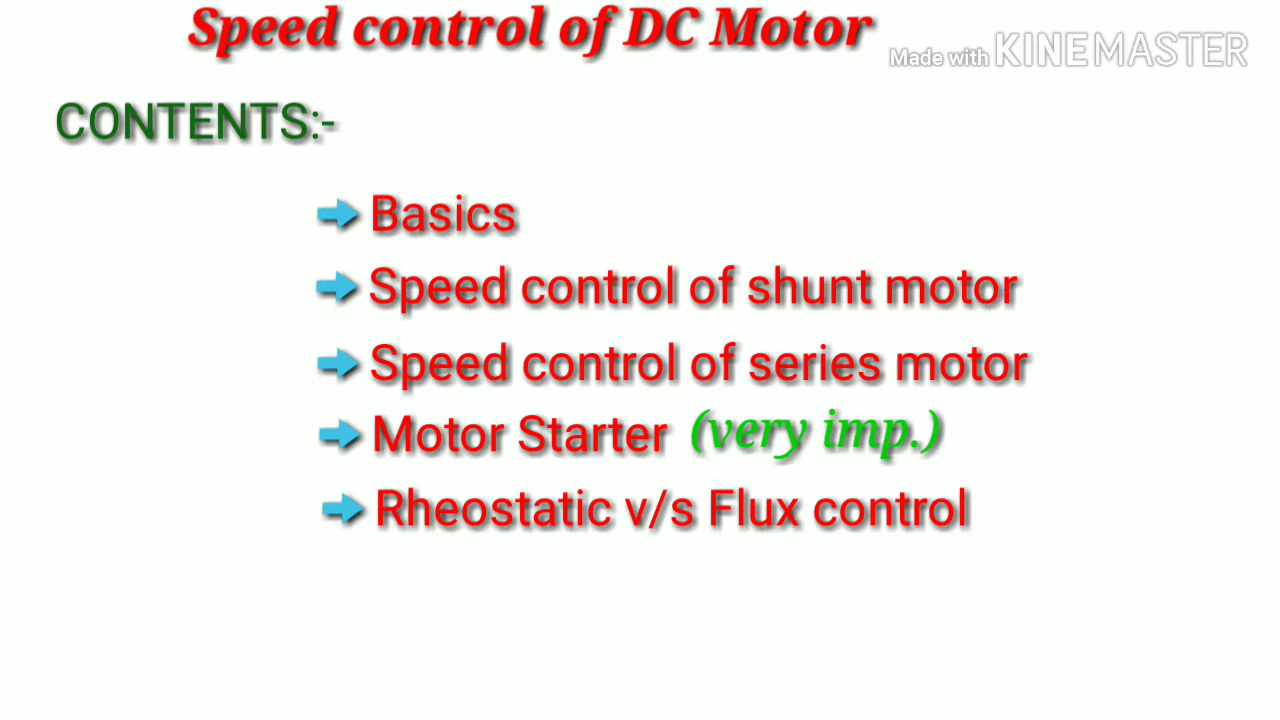 Speed control of DC Motor
Made with KINEMASTER
CONTENTS:-
Basics
Speed control of shunt motor
Speed control of series motor
Motor Starter (very imp.)
Rheostatic v/s Flux control